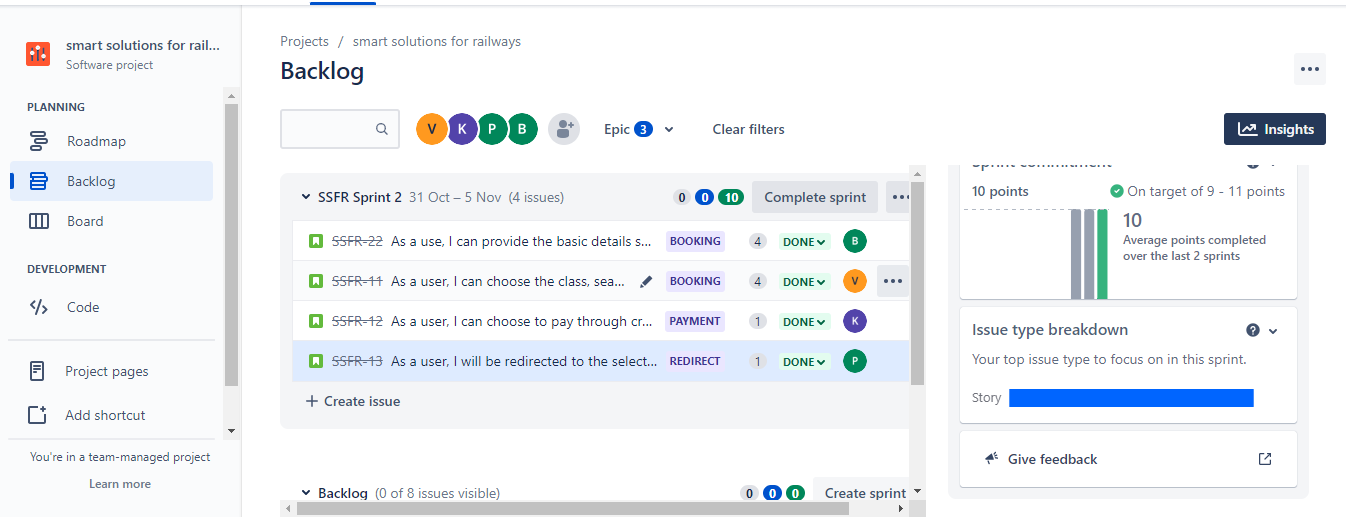 smart solutions for rail...
Software project
PLANNING
Roadmap
Backlog
Board
DEVELOPMENT
Code
Project pages
Add shortcut
You're in a team-managed project
Learn more
Projects / smart solutions for railways
Backlog
V K P B
Epic 3
Clear filters
Insights
SSFR Sprint 2 31 Oct – 5 Nov (4 issues) 0 0 10 Complete sprint
SSFR-22 As a use, I can provide the basic details s... BOOKING 4 DONE B
SSFR-11 As a user, I can choose the class, sea... BOOKING 4 DONE V
SSFR-12 As a user, I can choose to pay through cr... PAYMENT 1 DONE K
SSFR-13 As a user, I will be redirected to the select... REDIRECT 1 DONE P
+ Create issue
Backlog (0 of 8 issues visible) 0 0 0 Create sprint
Sprint commitment
10 points On target of 9 - 11 points
10
Average points completed
over the last 2 sprints
Issue type breakdown ?
Your top issue type to focus on in this sprint.
Story
Give feedback